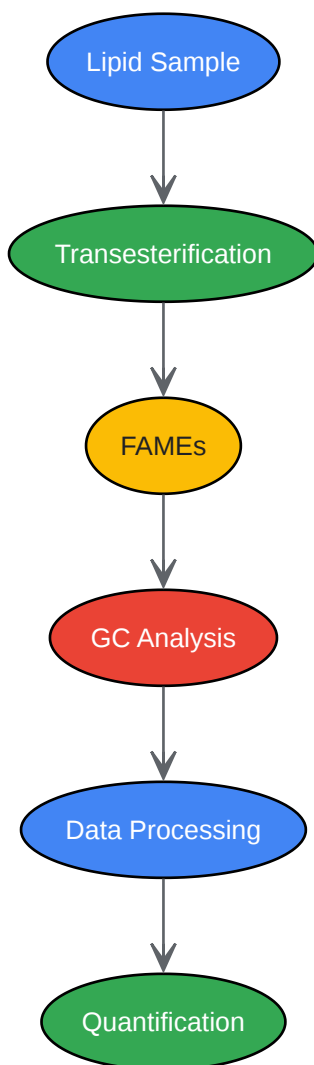 Lipid Sample
Transesterification
FAMEs
GC Analysis
Data Processing
Quantification